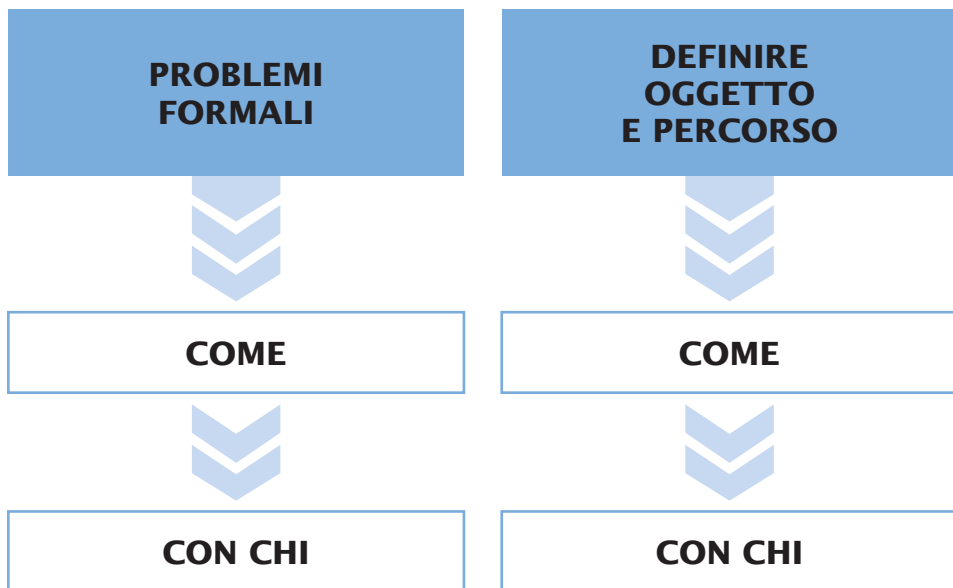 PROBLEMI
FORMALI
DEFINIRE
OGGETTO
E PERCORSO
COME
COME
CON CHI
CON CHI